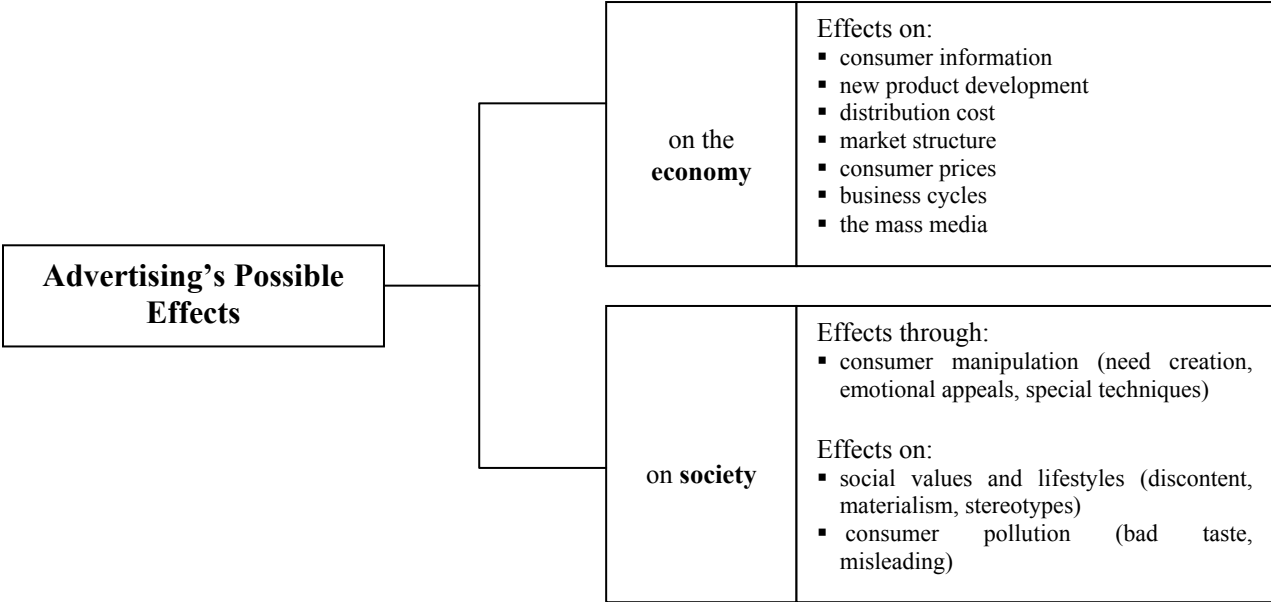 Advertising’s Possible
Effects
on the
economy
Effects on:
▪ consumer information
▪ new product development
▪ distribution cost
▪ market structure
▪ consumer prices
▪ business cycles
▪ the mass media
on society
Effects through:
▪ consumer manipulation (need creation,
emotional appeals, special techniques)
Effects on:
▪ social values and lifestyles (discontent,
materialism, stereotypes)
▪ consumer pollution (bad taste,
misleading)